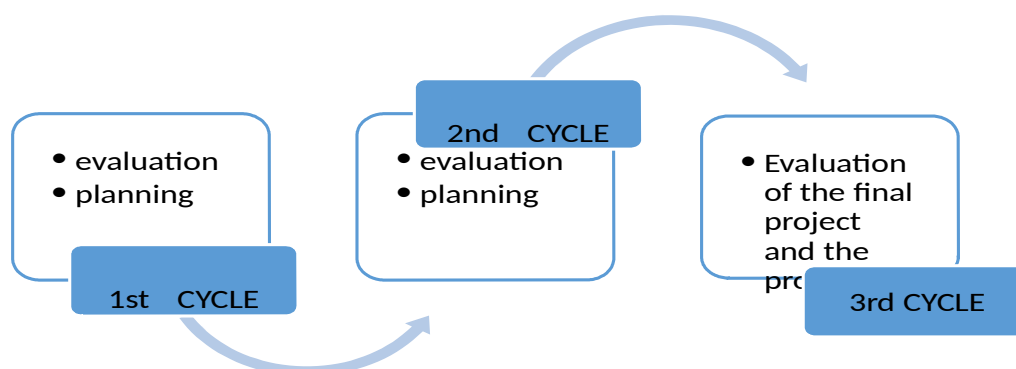 • evaluation
• planning
1st CYCLE
2nd CYCLE
• evaluation
• planning
• Evaluation
of the final
project
and the
3rd CYCLE